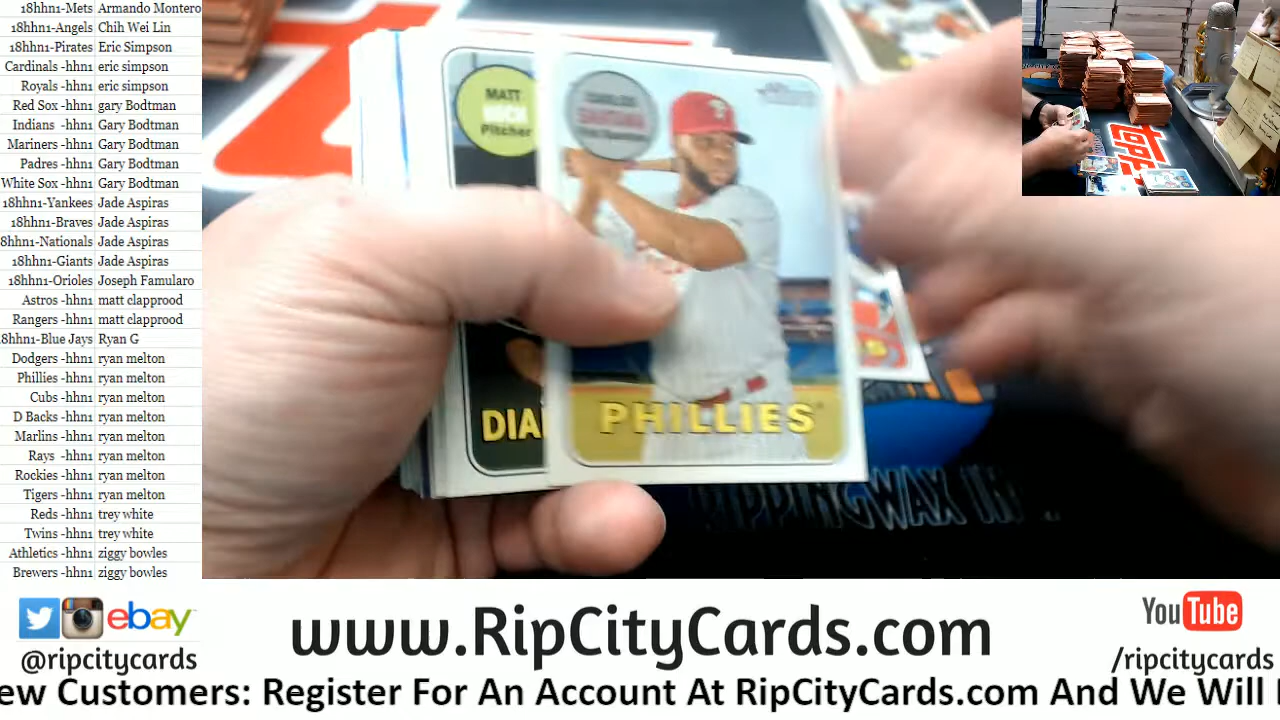 18hhn1-Mets Armando Montero
18hhn1-Angels Chih Wei Lin
18hhn1-Pirates Eric Simpson
Cardinals -hhn1 eric simpson
Royals -hhn1 eric simpson
Red Sox -hhn1 gary Bodtman
Indians -hhn1 Gary Bodtman
Mariners -hhn1 Gary Bodtman
Padres -hhn1 Gary Bodtman
White Sox -hhn1 Gary Bodtman
18hhn1-Yankees Jade Aspiras
18hhn1-Braves Jade Aspiras
8hhn1-Nationals Jade Aspiras
18hhn1-Giants Jade Aspiras
18hhn1-Orioles Joseph Famularo
Astros -hhn1 matt clapprood
Rangers -hhn1 matt clapprood
8hhn1-Blue Jays Ryan G
Dodgers -hhn1 ryan melton
Phillies -hhn1 ryan melton
Cubs -hhn1 ryan melton
D Backs -hhn1 ryan melton
Marlins -hhn1 ryan melton
Rays -hhn1 ryan melton
Rockies -hhn1 ryan melton
Tigers -hhn1 ryan melton
Reds -hhn1 trey white
Twins -hhn1 trey white
Athletics -hhn1 ziggy bowles
Brewers -hhn1 ziggy bowles
MATT
Pitcher
DIA
CARLOS
SANTANA
PHILLIES
RIPPINGWAX
TOPPS
ebay
@ripcitycards
www.RipCityCards.com
YouTube
/ripcitycards
ew Customers: Register For An Account At RipCityCards.com And We Will